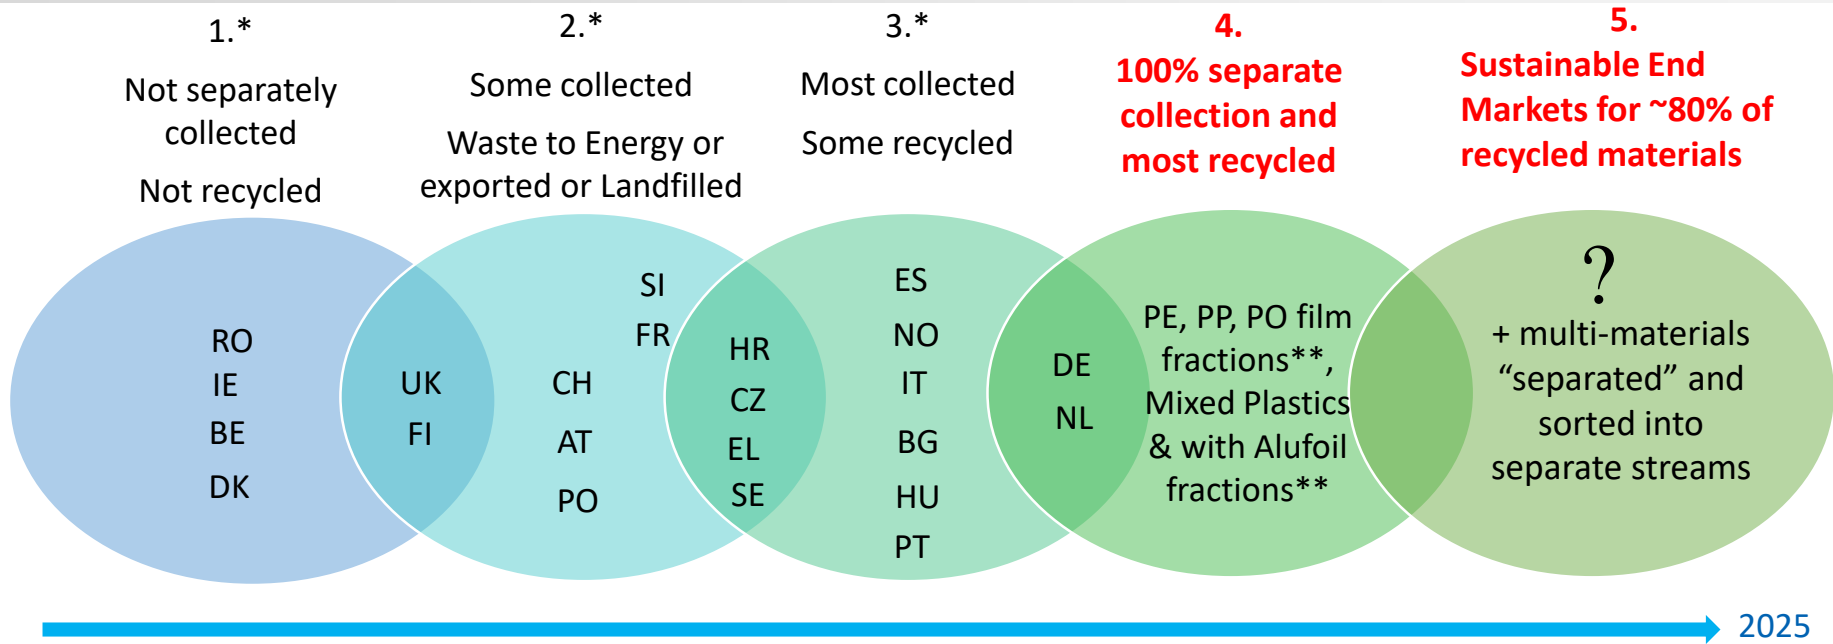 1.*
Not separately
collected
Not recycled
2.*
Some collected
Waste to Energy or
exported or Landfilled
3.*
Most collected
Some recycled
4.
100% separate
collection and
most recycled
5.
Sustainable End
Markets for ~80% of
recycled materials
RO
IE
BE
DK
UK
FI
SI
FR
CH
AT
PO
HR
CZ
EL
SE
ES
NO
IT
BG
HU
PT
DE
NL
PE, PP, PO film
fractions**,
Mixed Plastics
& with Alufoil
fractions**
?
+ multi-materials
“separated” and
sorted into
separate streams
2025